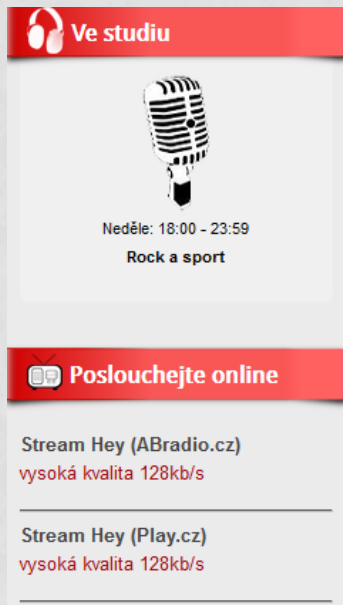 Ve studiu
Neděle: 18:00 - 23:59
Rock a sport
Poslouchejte online
Stream Hey (ABradio.cz)
vysoká kvalita 128kb/s
Stream Hey (Play.cz)
vysoká kvalita 128kb/s